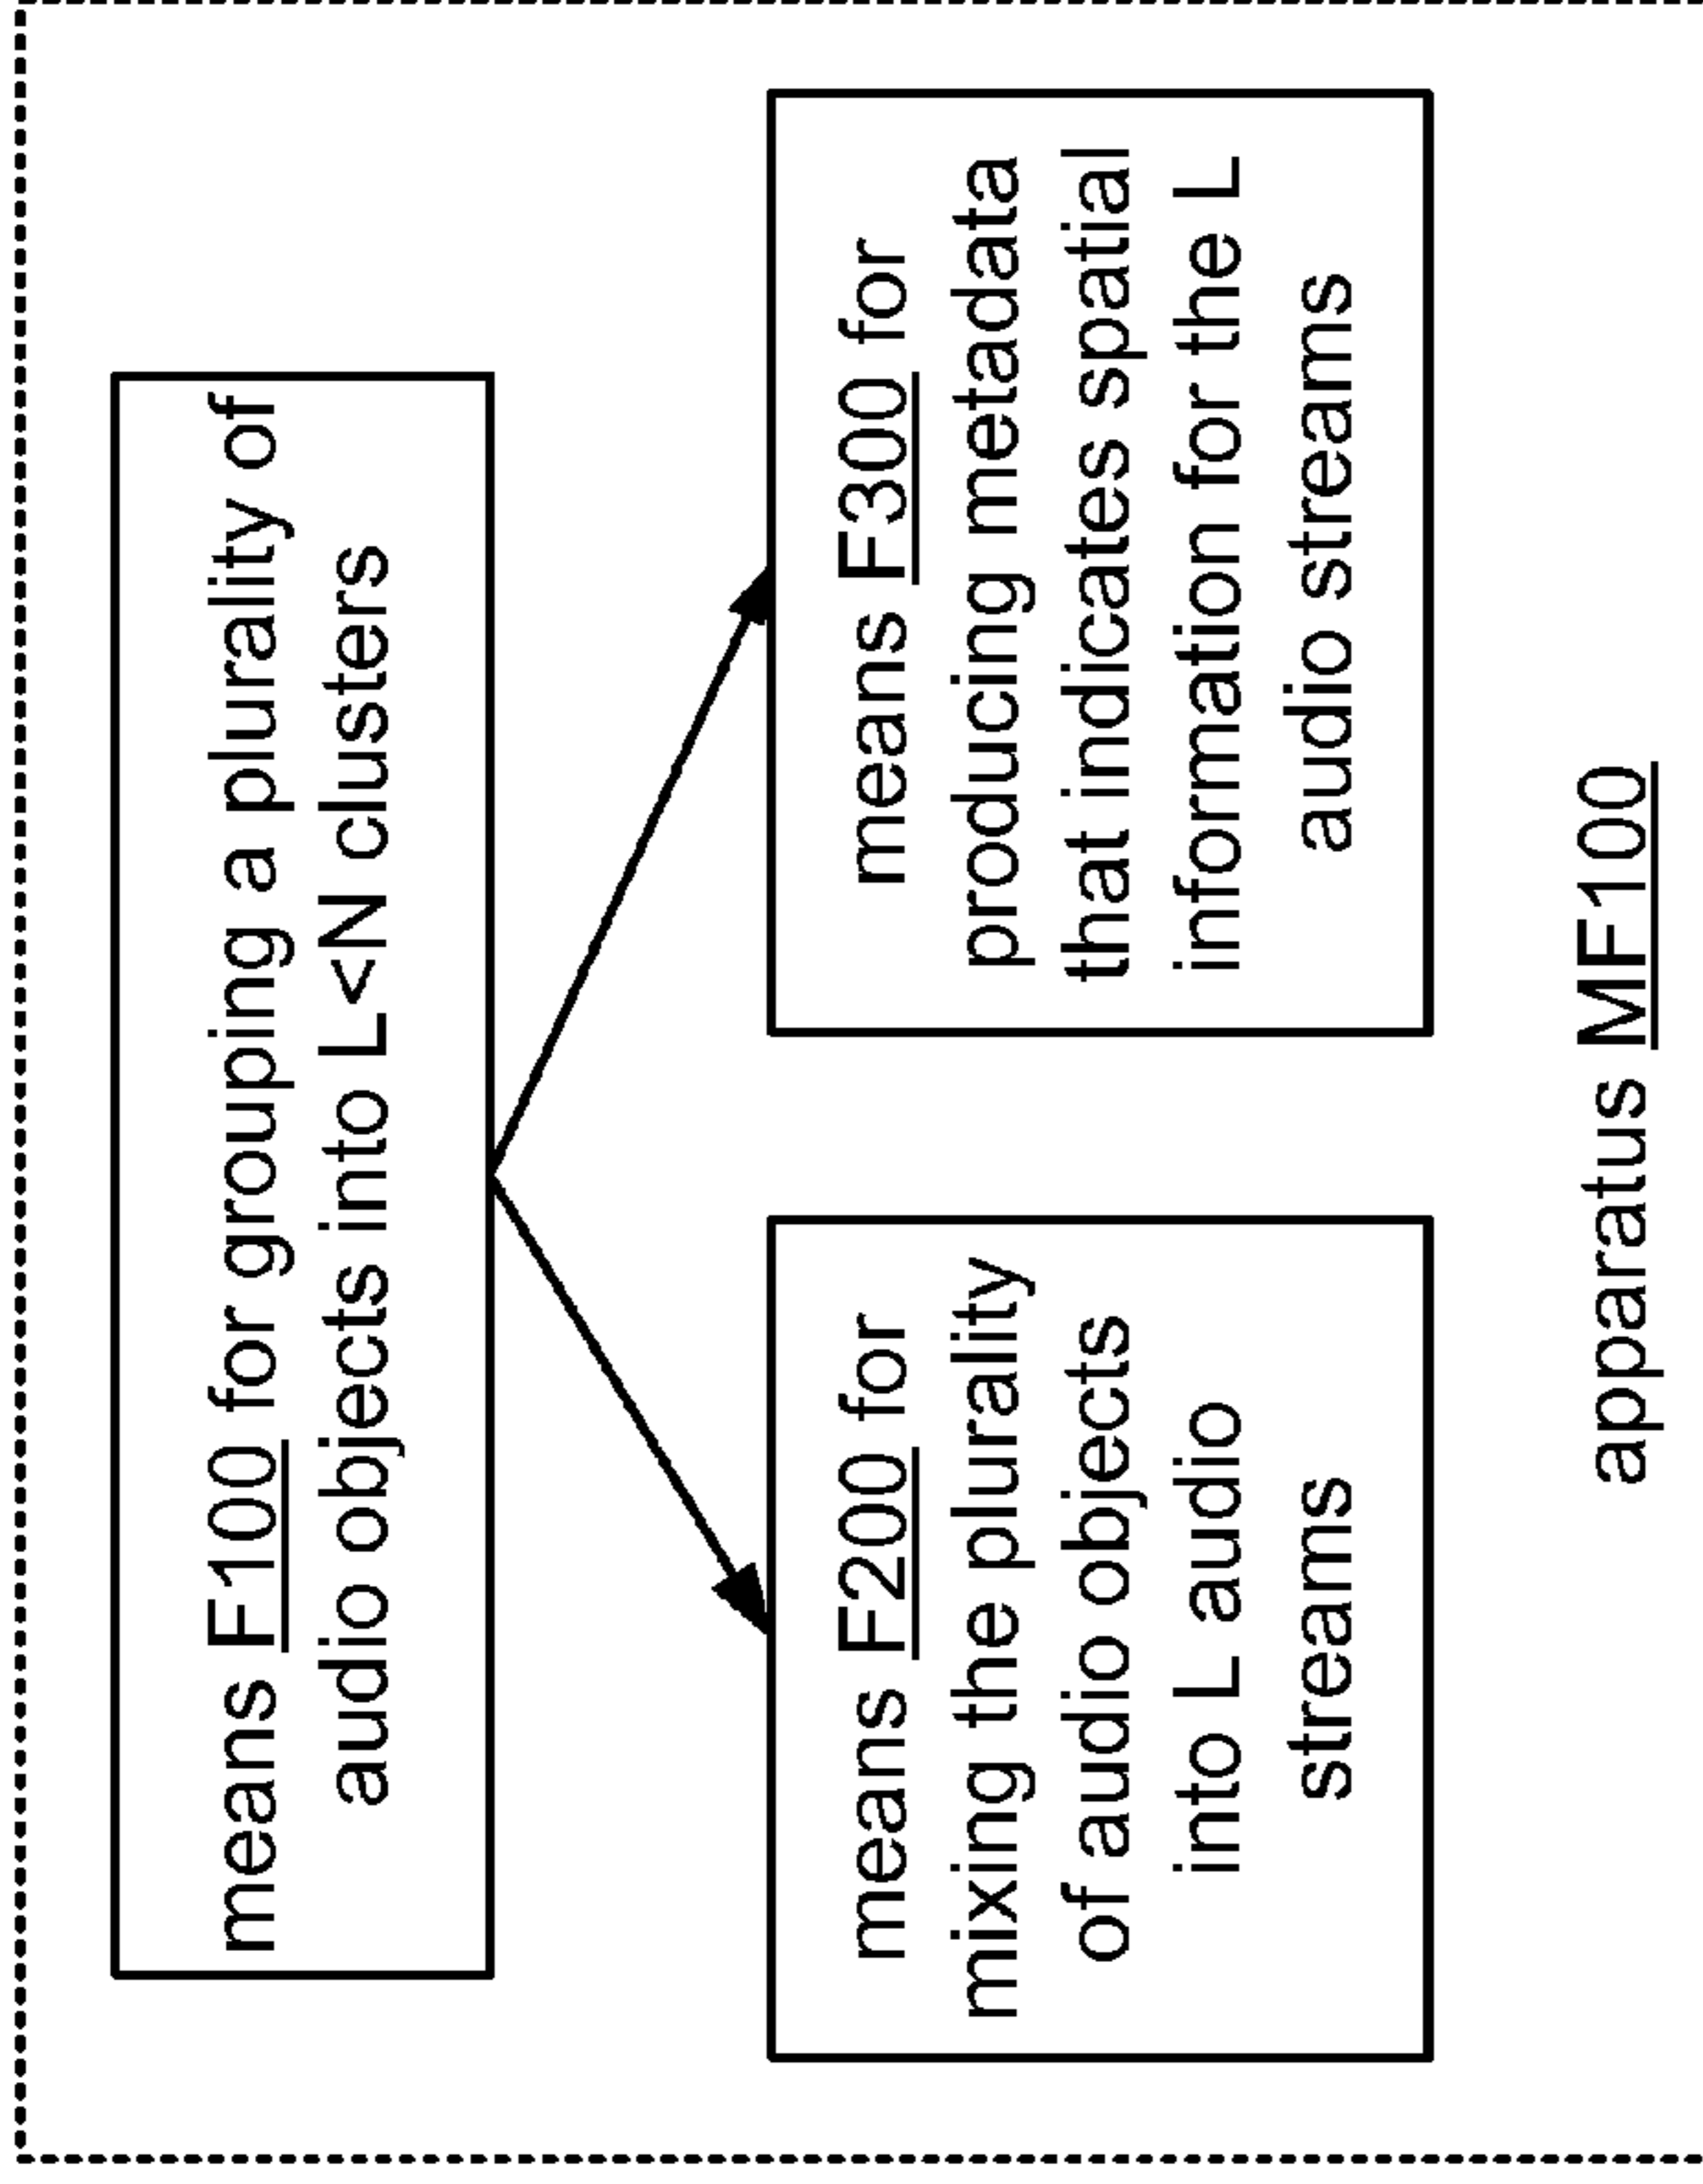 means F100 for grouping a plurality of
audio objects into L<N clusters
means F200 for
mixing the plurality
of audio objects
into L audio
streams
means F300 for
producing metadata
that indicates spatial
information for the L
audio streams
apparatus MF100